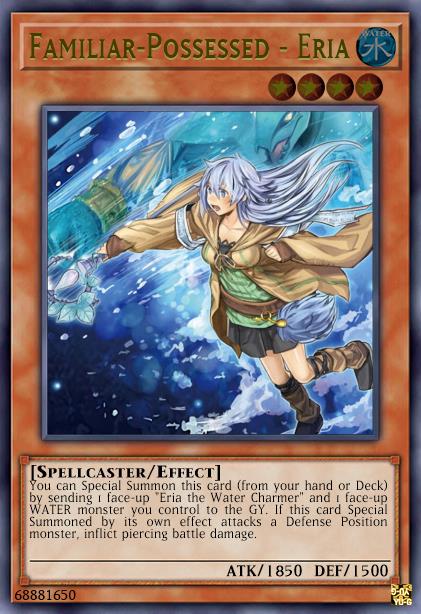 FAMILIAR-POSSESSED - ERIA
WATER
水
[SPELLCASTER/EFFECT]
You can Special Summon this card (from your hand or Deck)
by sending 1 face-up "Eria the Water Charmer" and 1 face-up
WATER monster you control to the GY. If this card Special
Summoned by its own effect attacks a Defense Position
monster, inflict piercing battle damage.
ATK/1850 DEF/1500
68881650